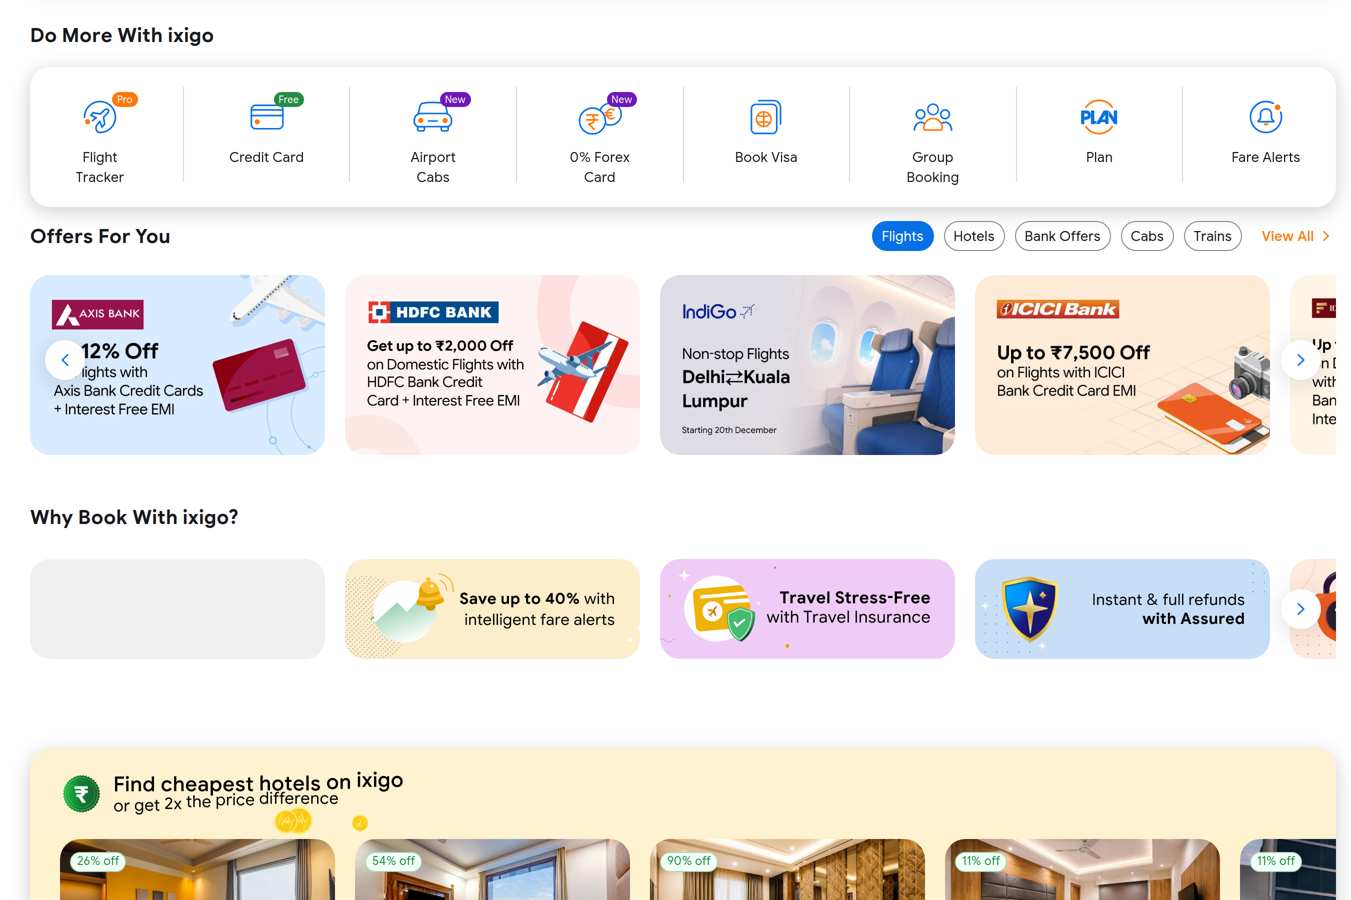 Do More With ixigo
Pro
Flight
Tracker
Free
Credit Card
New
Airport
Cabs
New
0% Forex
Card
Book Visa
Group
Booking
PLAN
Plan
Fare Alerts
Offers For You
Flights
Hotels
Bank Offers
Cabs
Trains
View All
AXIS BANK
12% Off
ights with
Axis Bank Credit Cards
+ Interest Free EMI
HDFC BANK
Get up to ₹2,000 Off
on Domestic Flights with
HDFC Bank Credit
Card + Interest Free EMI
IndiGo
Non-stop Flights
Delhi⇄Kuala
Lumpur
Starting 20th December
ICICI Bank
Up to ₹7,500 Off
on Flights with ICICI
Bank Credit Card EMI
Up
with
Ban
Inte
Why Book With ixigo?
Save up to 40% with
intelligent fare alerts
Travel Stress-Free
with Travel Insurance
Instant & full refunds
with Assured
Find cheapest hotels on ixigo
or get 2x the price difference
26% off
54% off
90% off
11% off
11% off